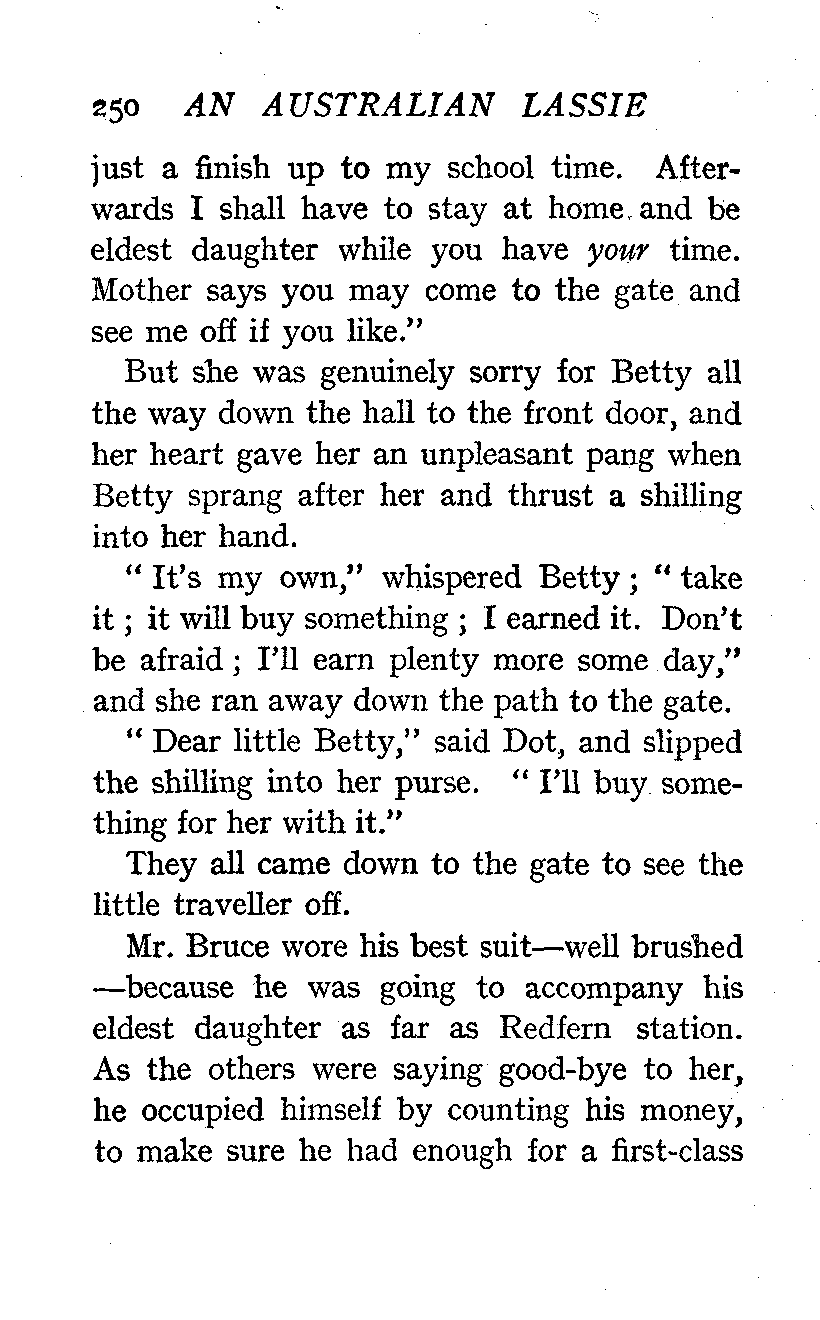 250 AN AUSTRALIAN LASSIE
just a finish up to my school time. After-
wards I shall have to stay at home and be
eldest daughter while you have your time.
Mother says you may come to the gate and
see me off if you like.”
But she was genuinely sorry for Betty all
the way down the hall to the front door, and
her heart gave her an unpleasant pang when
Betty sprang after her and thrust a shilling
into her hand.
“ It’s my own,” whispered Betty ; “ take
it ; it will buy something ; I earned it. Don’t
be afraid ; I’ll earn plenty more some day,”
and she ran away down the path to the gate.
“ Dear little Betty,” said Dot, and slipped
the shilling into her purse. “ I’ll buy some-
thing for her with it.”
They all came down to the gate to see the
little traveller off.
Mr. Bruce wore his best suit—well brushed
—because he was going to accompany his
eldest daughter as far as Redfern station.
As the others were saying good-bye to her,
he occupied himself by counting his money,
to make sure he had enough for a first-class